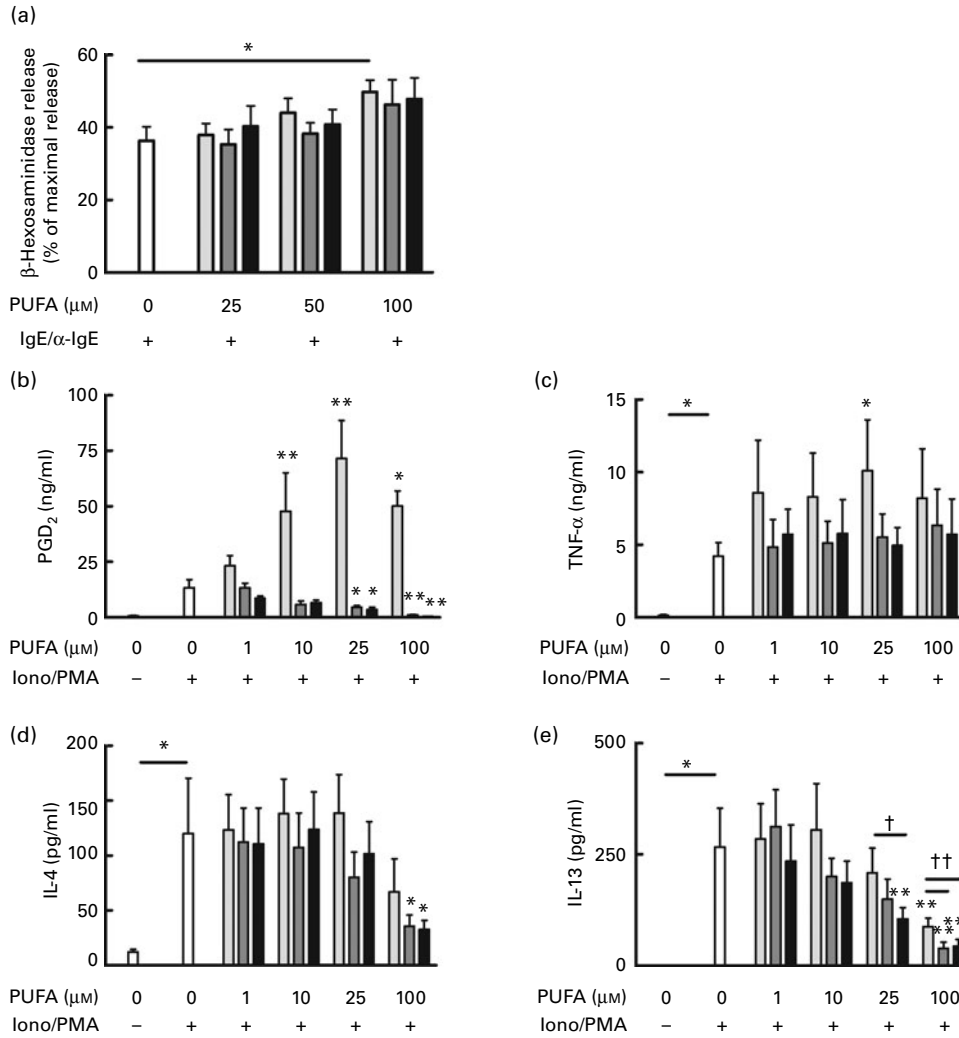 (a)
*
β-Hexosaminidase release
(% of maximal release)
60
40
20
0
PUFA (μM) 0 25 50 100
IgE/α-IgE + + + +
(b)
PGD₂ (ng/ml)
100
75
50
25
0
** ** * * * ** **
PUFA (μM) 0 0 1 10 25 100
Iono/PMA – + + + + +
(c)
TNF-α (ng/ml)
15
10
5
0
* *
PUFA (μM) 0 0 1 10 25 100
Iono/PMA – + + + + +
(d)
IL-4 (pg/ml)
200
150
100
50
0
* * *
PUFA (μM) 0 0 1 10 25 100
Iono/PMA – + + + + +
(e)
IL-13 (pg/ml)
500
250
0
* † †† ** ** ** **
PUFA (μM) 0 0 1 10 25 100
Iono/PMA – + + + + +